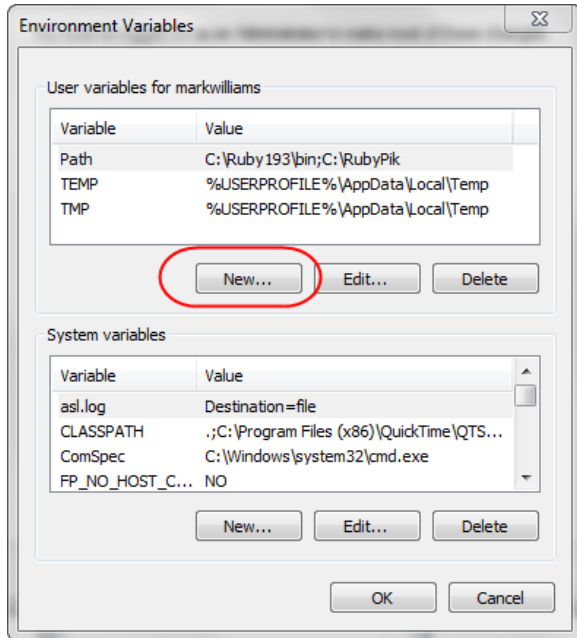 Environment Variables
User variables for markwilliams
Variable Value
Path C:\Ruby193\bin;C:\RubyPik
TEMP %USERPROFILE%\AppData\Local\Temp
TMP %USERPROFILE%\AppData\Local\Temp
New... Edit... Delete
System variables
Variable Value
asl.log Destination=file
CLASSPATH .;C:\Program Files (x86)\QuickTime\QTS...
ComSpec C:\Windows\system32\cmd.exe
FP_NO_HOST_C... NO
New... Edit... Delete
OK Cancel